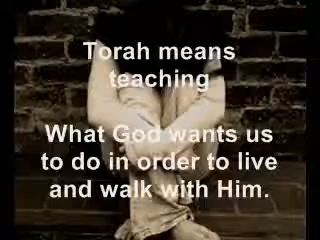 Torah means
teaching
What God wants us
to do in order to live
and walk with Him.